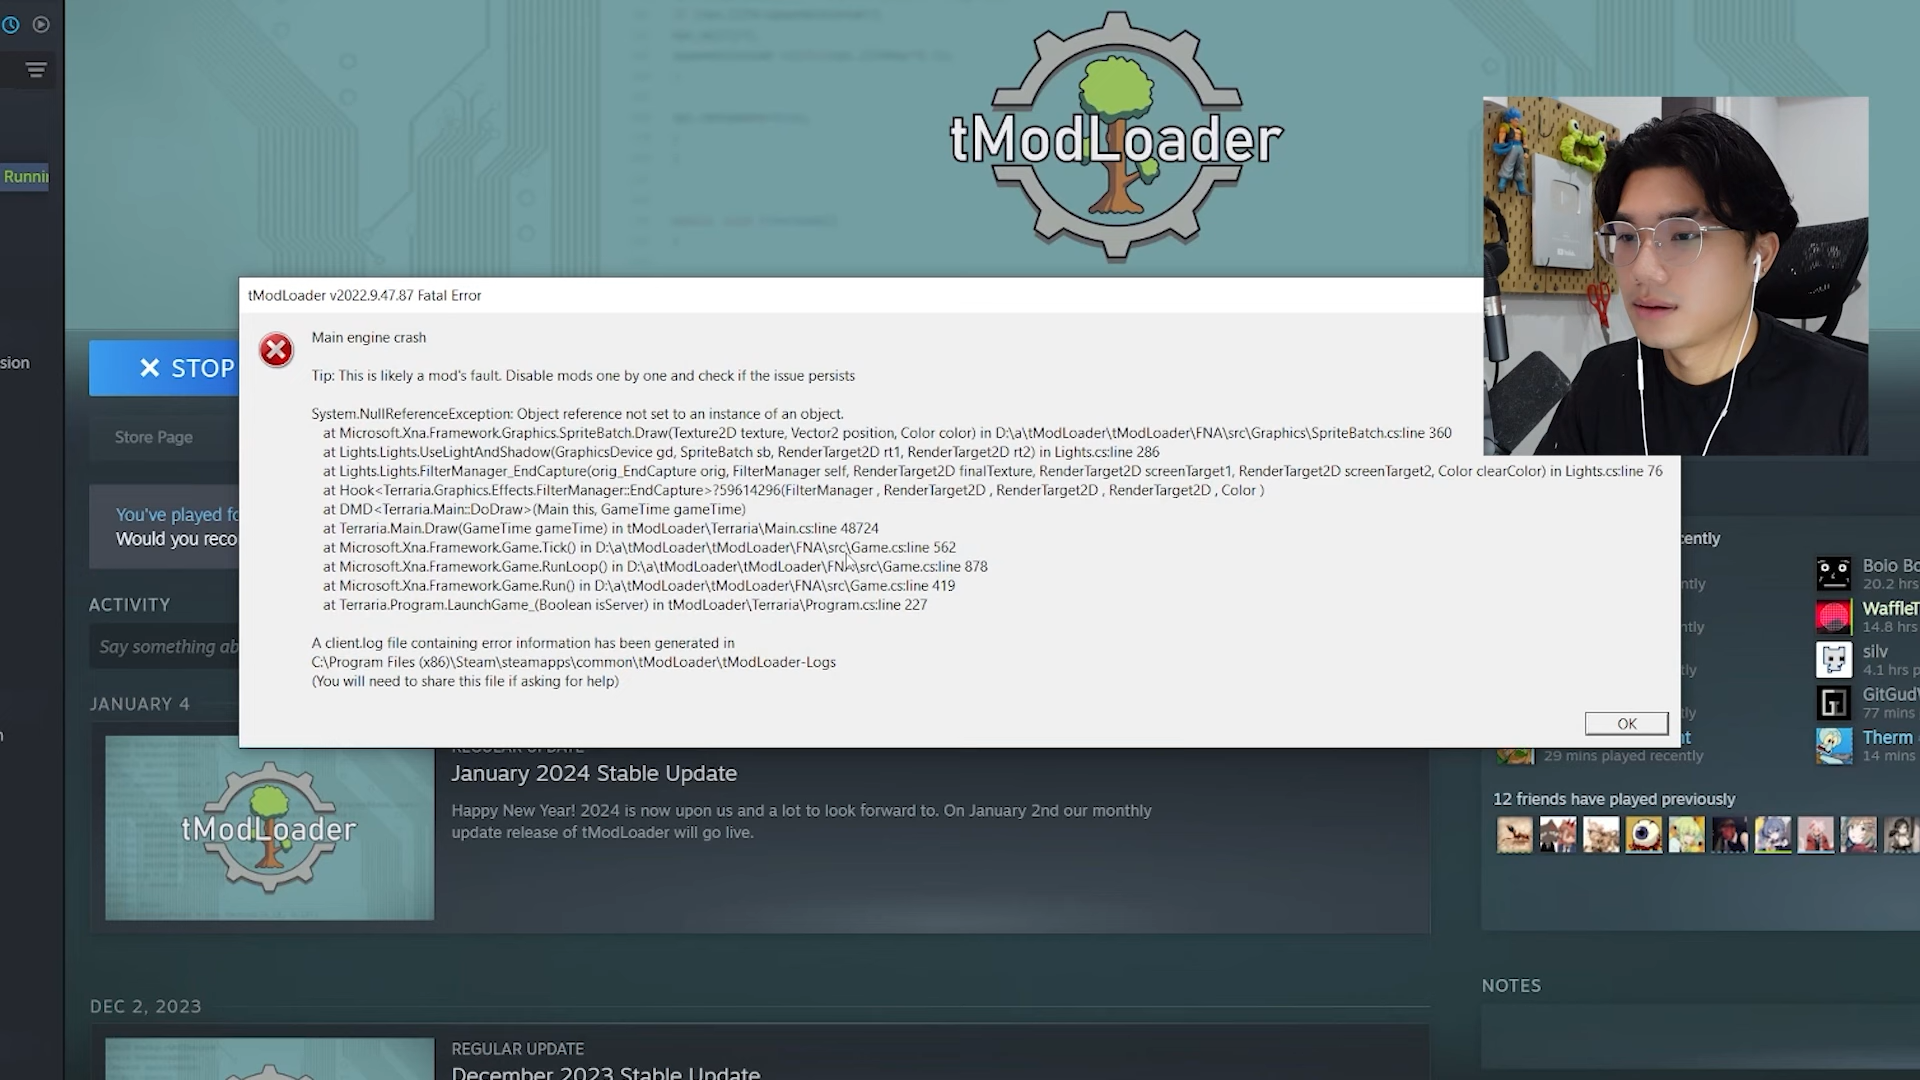 tModLoader
Runni
tModLoader v2022.9.47.87 Fatal Error
Main engine crash
Tip: This is likely a mod's fault. Disable mods one by one and check if the issue persists
System.NullReferenceException: Object reference not set to an instance of an object.
at Microsoft.Xna.Framework.Graphics.SpriteBatch.Draw(Texture2D texture, Vector2 position, Color color) in D:\a\tModLoader\tModLoader\FNA\src\Graphics\SpriteBatch.cs:line 360
at Lights.Lights.UseLightAndShadow(GraphicsDevice gd, SpriteBatch sb, RenderTarget2D rt1, RenderTarget2D rt2) in Lights.cs:line 286
at Lights.Lights.FilterManager_EndCapture(orig_EndCapture orig, FilterManager self, RenderTarget2D finalTexture, RenderTarget2D screenTarget1, RenderTarget2D screenTarget2, Color clearColor) in Lights.cs:line 76
at Hook<Terraria.Graphics.Effects.FilterManager::EndCapture>?59614296(FilterManager , RenderTarget2D , RenderTarget2D , RenderTarget2D , Color )
at DMD<Terraria.Main::DoDraw>(Main this, GameTime gameTime)
at Terraria.Main.Draw(GameTime gameTime) in tModLoader\Terraria\Main.cs:line 48724
at Microsoft.Xna.Framework.Game.Tick() in D:\a\tModLoader\tModLoader\FNA\src\Game.cs:line 562
at Microsoft.Xna.Framework.Game.RunLoop() in D:\a\tModLoader\tModLoader\FNA\src\Game.cs:line 878
at Microsoft.Xna.Framework.Game.Run() in D:\a\tModLoader\tModLoader\FNA\src\Game.cs:line 419
at Terraria.Program.LaunchGame_(Boolean isServer) in tModLoader\Terraria\Program.cs:line 227
A client.log file containing error information has been generated in
C:\Program Files (x86)\Steam\steamapps\common\tModLoader\tModLoader-Logs
(You will need to share this file if asking for help)
OK
sion
STOP
Store Page
You've played fo
Would you reco
ACTIVITY
Say something ab
JANUARY 4
tModLoader
REGULAR UPDATE
January 2024 Stable Update
Happy New Year! 2024 is now upon us and a lot to look forward to. On January 2nd our monthly
update release of tModLoader will go live.
DEC 2, 2023
REGULAR UPDATE
December 2023 Stable Update
cently
ntly
ntly
tly
tly
nt
29 mins played recently
Bolo Bo
20.2 hrs
WaffleT
14.8 hrs
silv
4.1 hrs p
GitGud
77 mins
Therm
14 mins
12 friends have played previously
NOTES